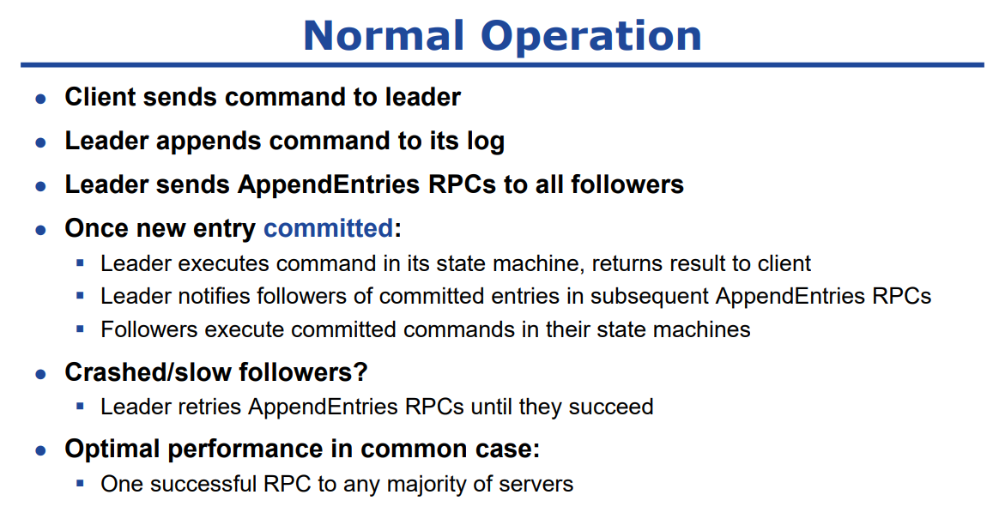 Normal Operation
● Client sends command to leader
● Leader appends command to its log
● Leader sends AppendEntries RPCs to all followers
● Once new entry committed:
▪ Leader executes command in its state machine, returns result to client
▪ Leader notifies followers of committed entries in subsequent AppendEntries RPCs
▪ Followers execute committed commands in their state machines
● Crashed/slow followers?
▪ Leader retries AppendEntries RPCs until they succeed
● Optimal performance in common case:
▪ One successful RPC to any majority of servers